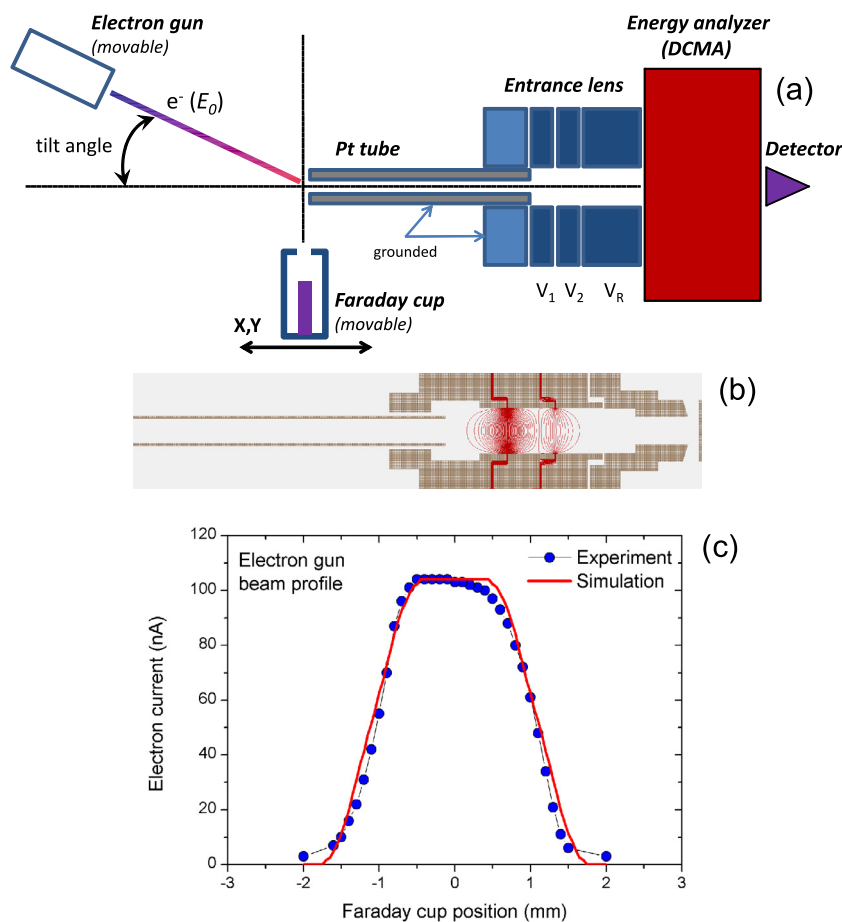 Electron gun
(movable)
e- (E0)
tilt angle
Pt tube
Entrance lens
Energy analyzer
(DCMA)
(a)
Detector
grounded
V1 V2 VR
Faraday cup
(movable)
X,Y
(b)
(c)
Electron gun
beam profile
Experiment
Simulation
Electron current (nA)
120
100
80
60
40
20
0
-3 -2 -1 0 1 2 3
Faraday cup position (mm)